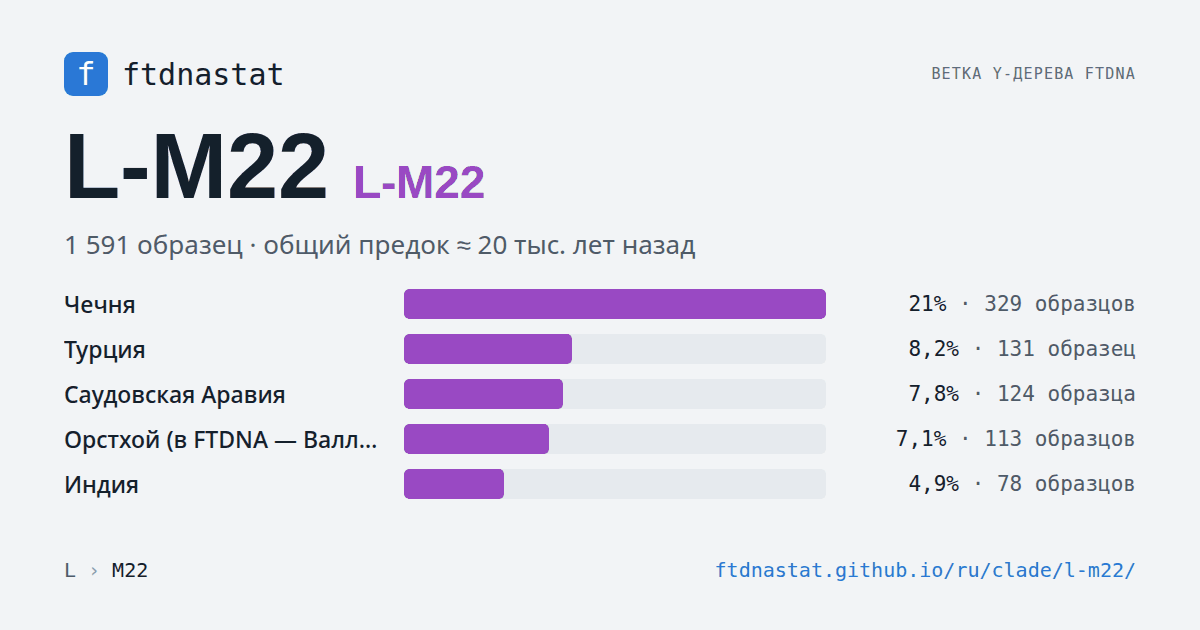 f ftdnastat
ВЕТКА Y-ДЕРЕВА FTDNA
L-M22 L-M22
1 591 образец · общий предок ≈ 20 тыс. лет назад
Чечня 21% · 329 образцов
Турция 8,2% · 131 образец
Саудовская Аравия 7,8% · 124 образца
Орстхой (в FTDNA — Валл… 7,1% · 113 образцов
Индия 4,9% · 78 образцов
L › M22
ftdnastat.github.io/ru/clade/l-m22/